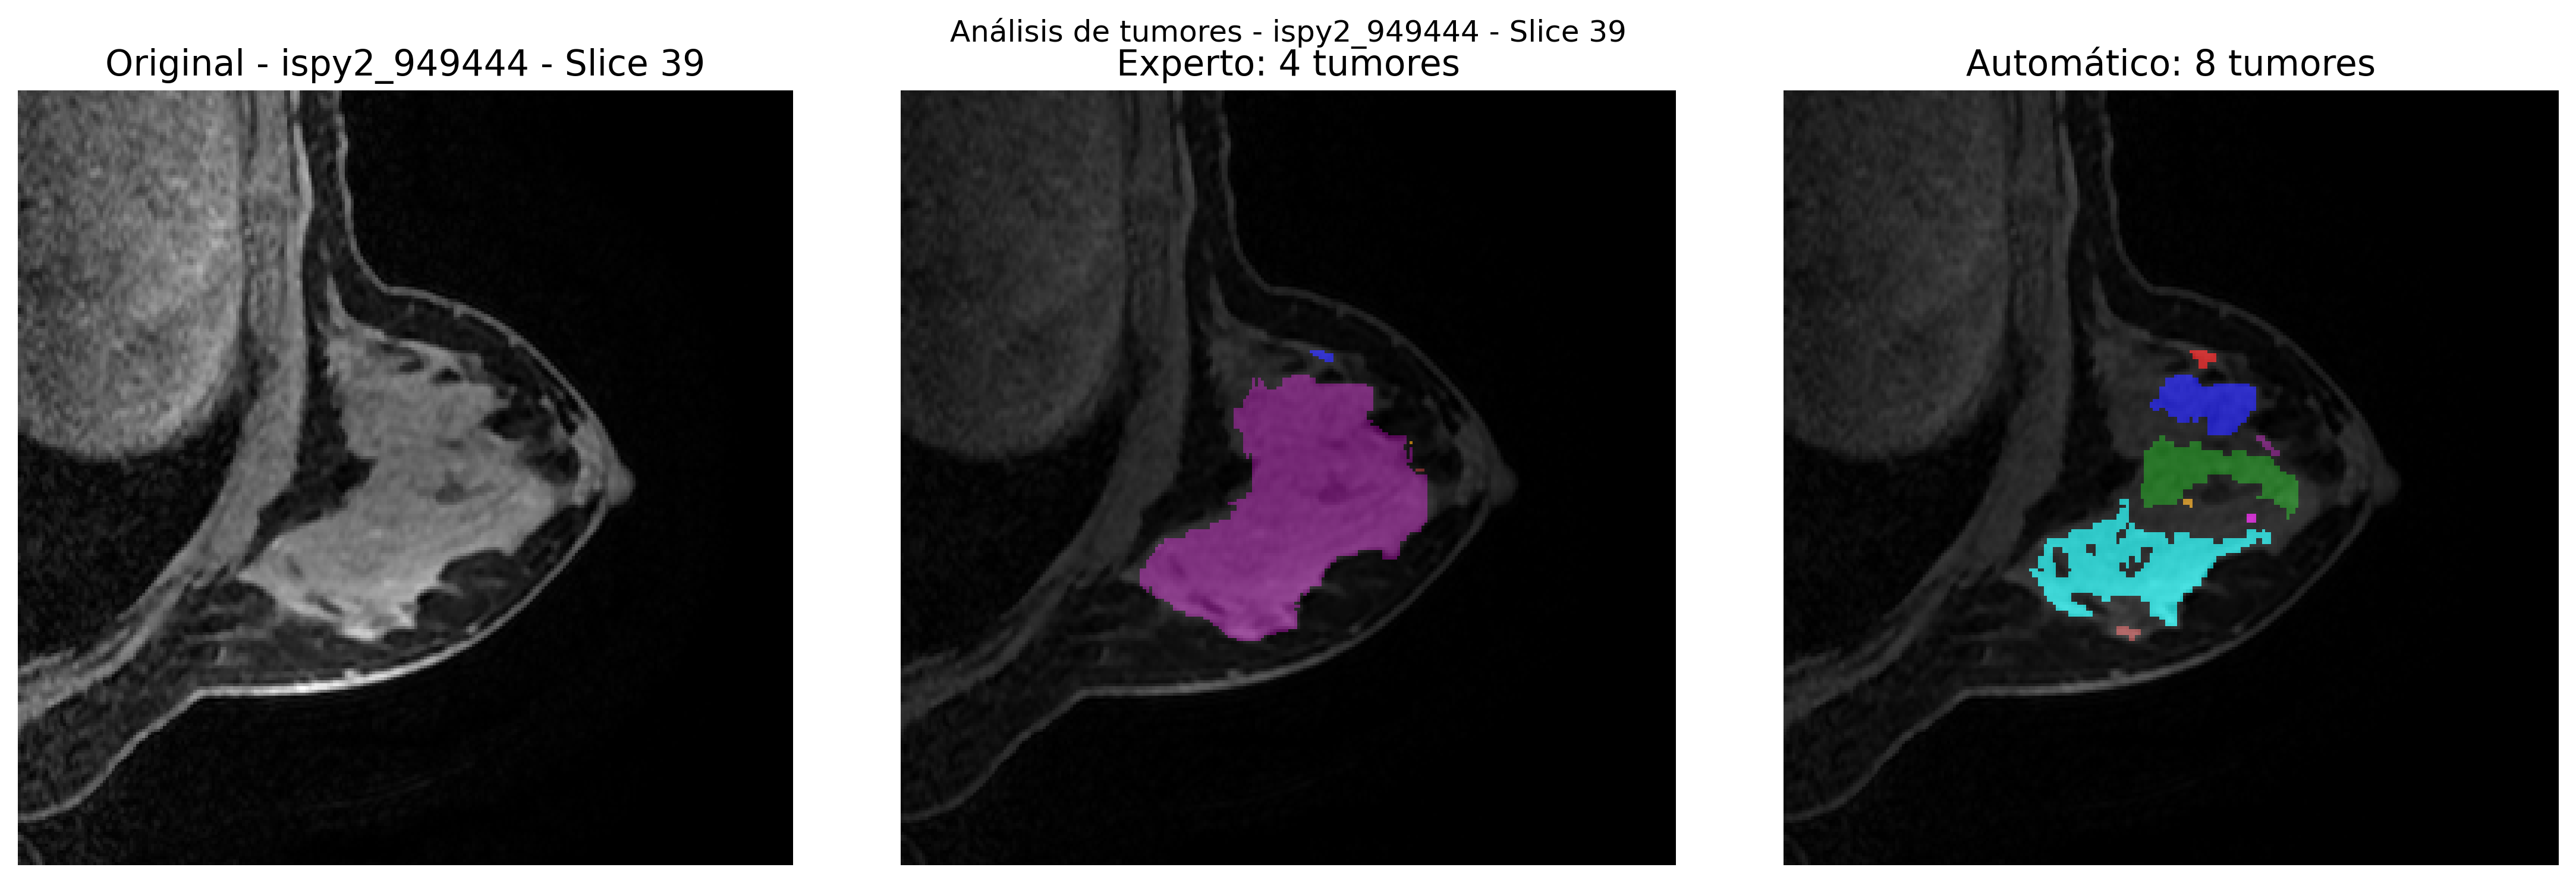 Análisis de tumores - ispy2_949444 - Slice 39
Original - ispy2_949444 - Slice 39
Experto: 4 tumores
Automático: 8 tumores